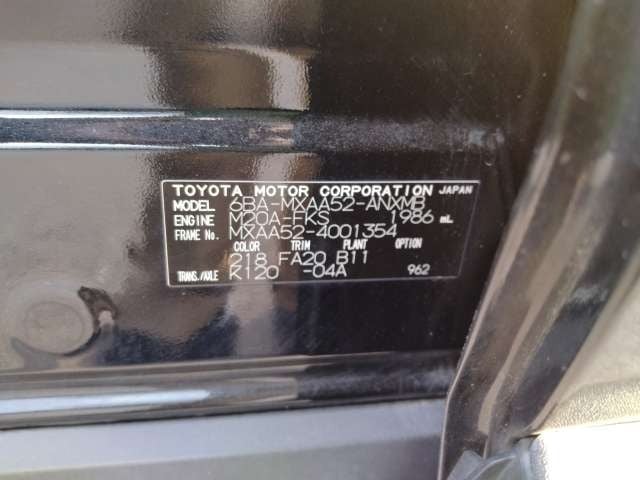 TOYOTA MOTOR CORPORATION JAPAN
MODEL 6BA-MXAA52-ANXMB
ENGINE M20A-FKS 1986 mL
FRAME No. MXAA52-4001354
COLOR TRIM PLANT OPTION
218 FA20 B11
TRANS./AXLE K120 -04A 962